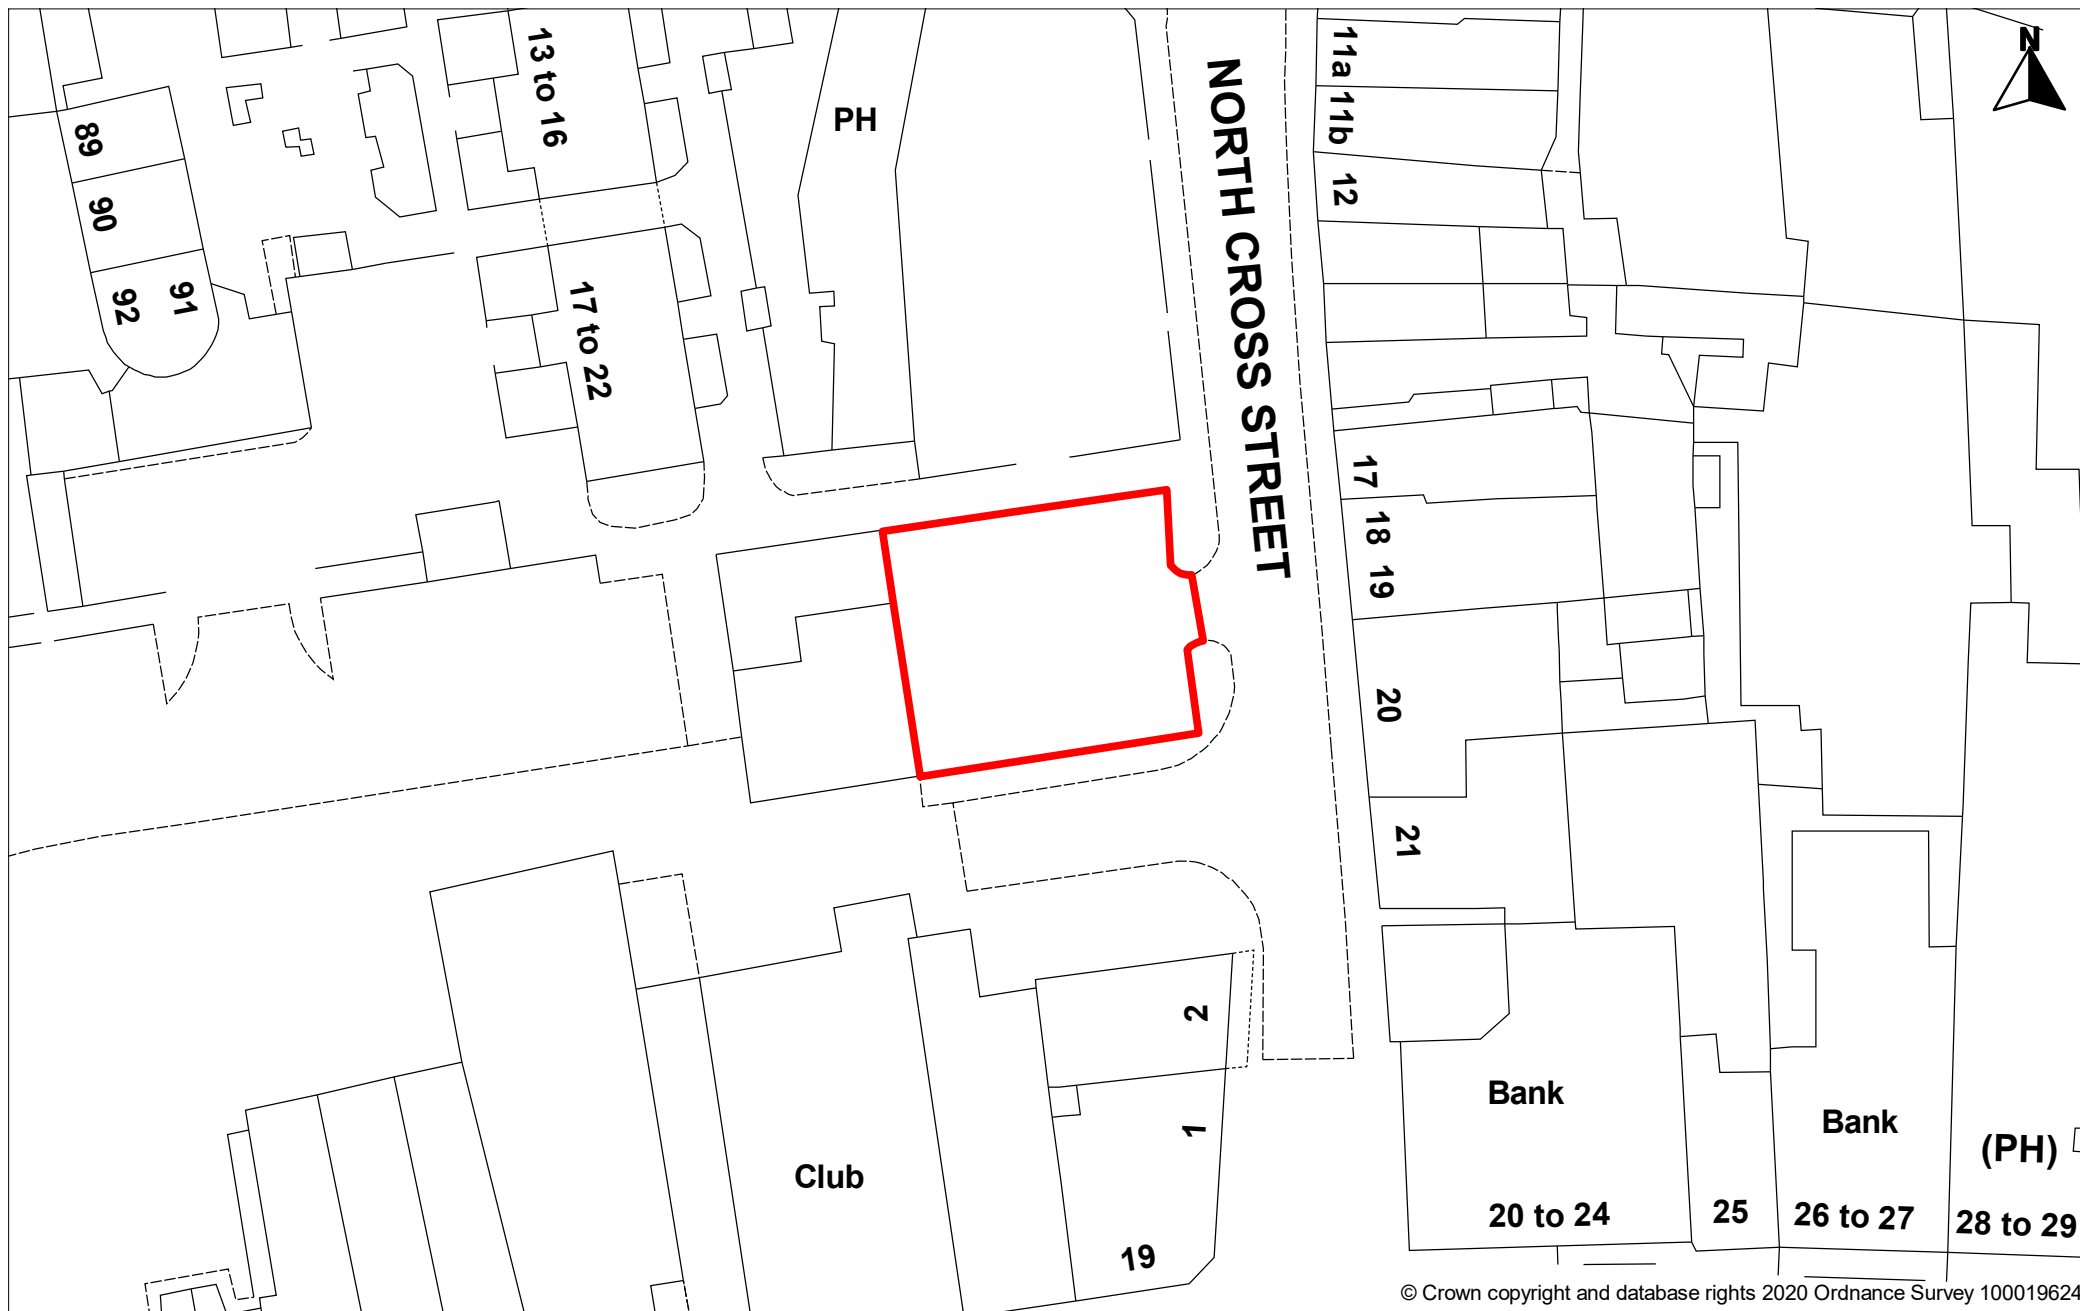 N
13 to 16
11a
PH
11b
89
NORTH CROSS STREET
12
90
91
92
17 to 22
17
18
19
20
21
2
Bank
1
Bank
(PH)
Club
20 to 24
25
26 to 27
28 to 29
19
© Crown copyright and database rights 2020 Ordnance Survey 100019624